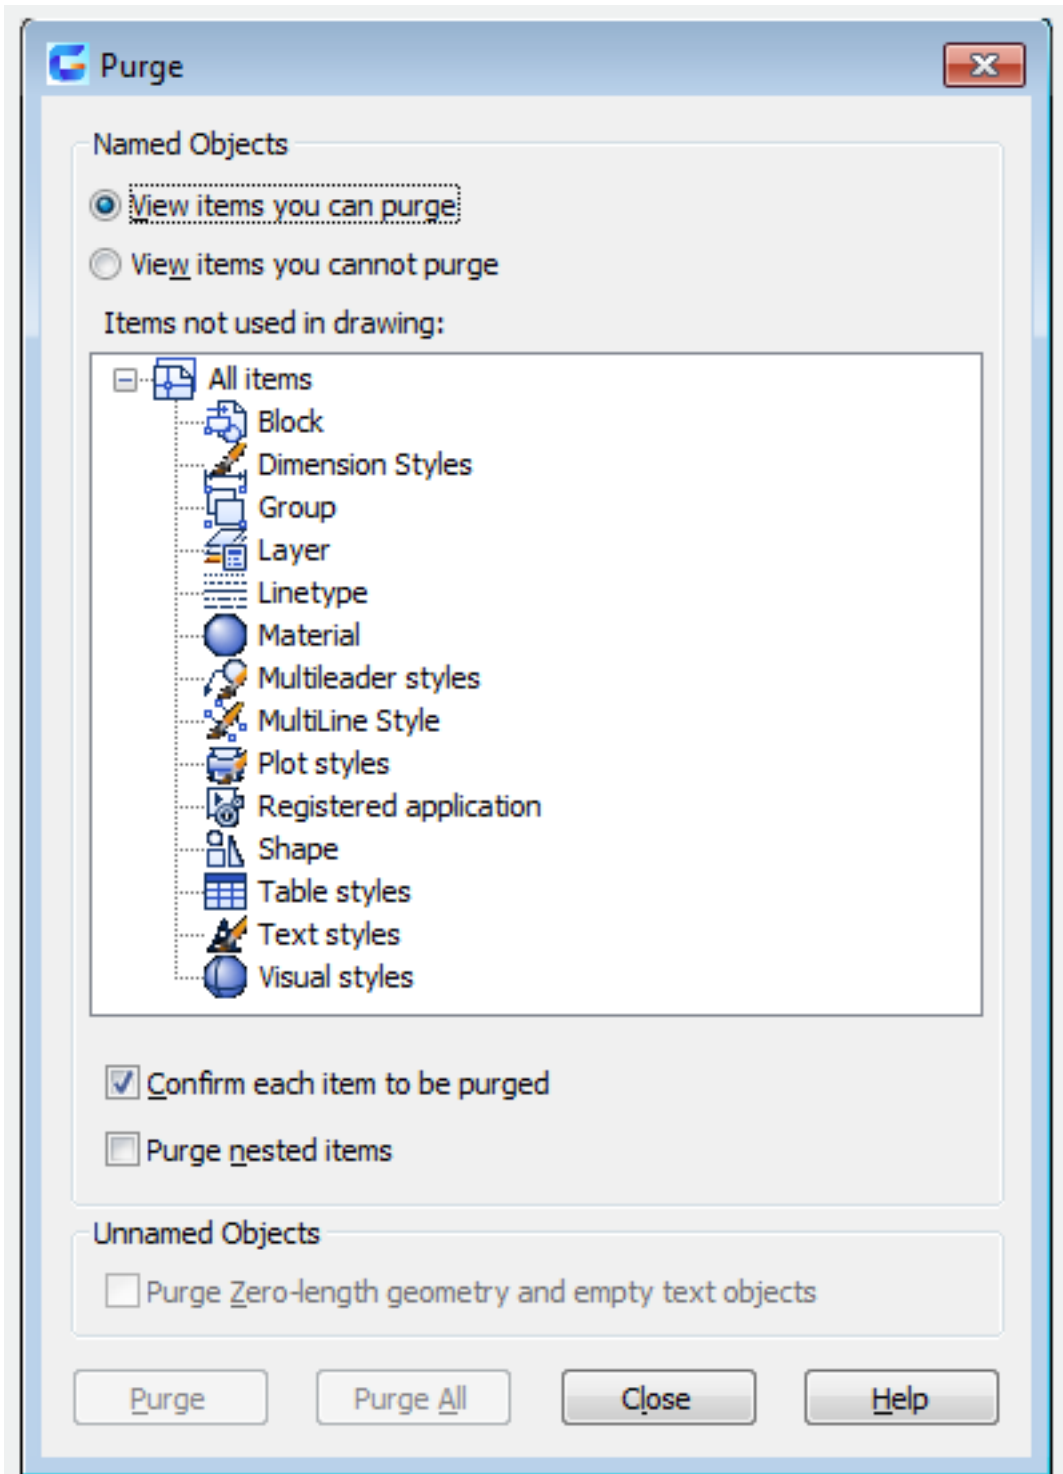 Purge
Named Objects
View items you can purge
View items you cannot purge
Items not used in drawing:
All items
Block
Dimension Styles
Group
Layer
Linetype
Material
Multileader styles
MultiLine Style
Plot styles
Registered application
Shape
Table styles
Text styles
Visual styles
Confirm each item to be purged
Purge nested items
Unnamed Objects
Purge Zero-length geometry and empty text objects
Purge Purge All Close Help